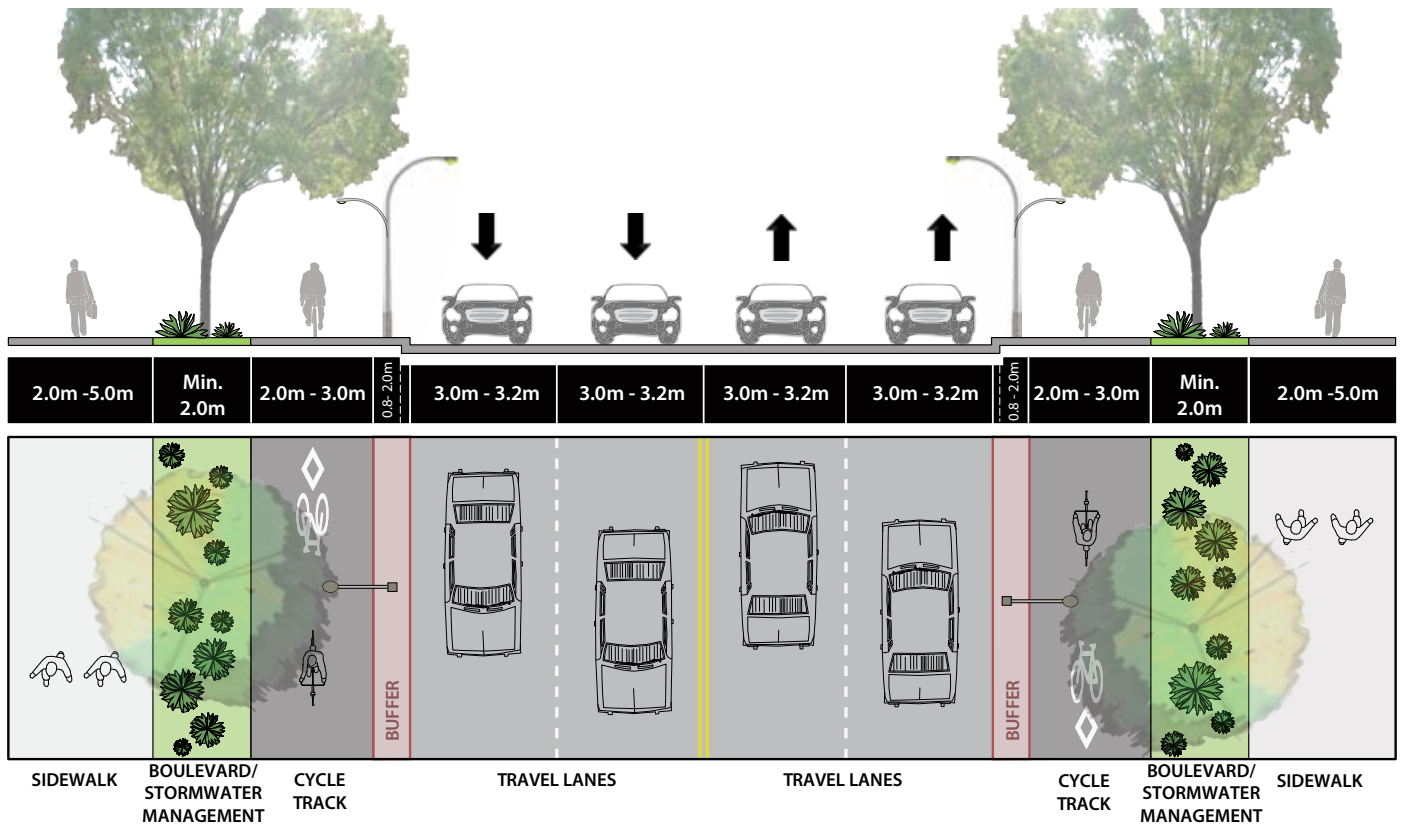 2.0m -5.0m
Min.
2.0m
2.0m - 3.0m
0.8- 2.0m
3.0m - 3.2m
3.0m - 3.2m
3.0m - 3.2m
3.0m - 3.2m
0.8 - 2.0m
2.0m - 3.0m
Min.
2.0m
2.0m -5.0m
BUFFER
BUFFER
SIDEWALK
BOULEVARD/
STORMWATER
MANAGEMENT
CYCLE
TRACK
TRAVEL LANES
TRAVEL LANES
CYCLE
TRACK
BOULEVARD/
STORMWATER
MANAGEMENT
SIDEWALK